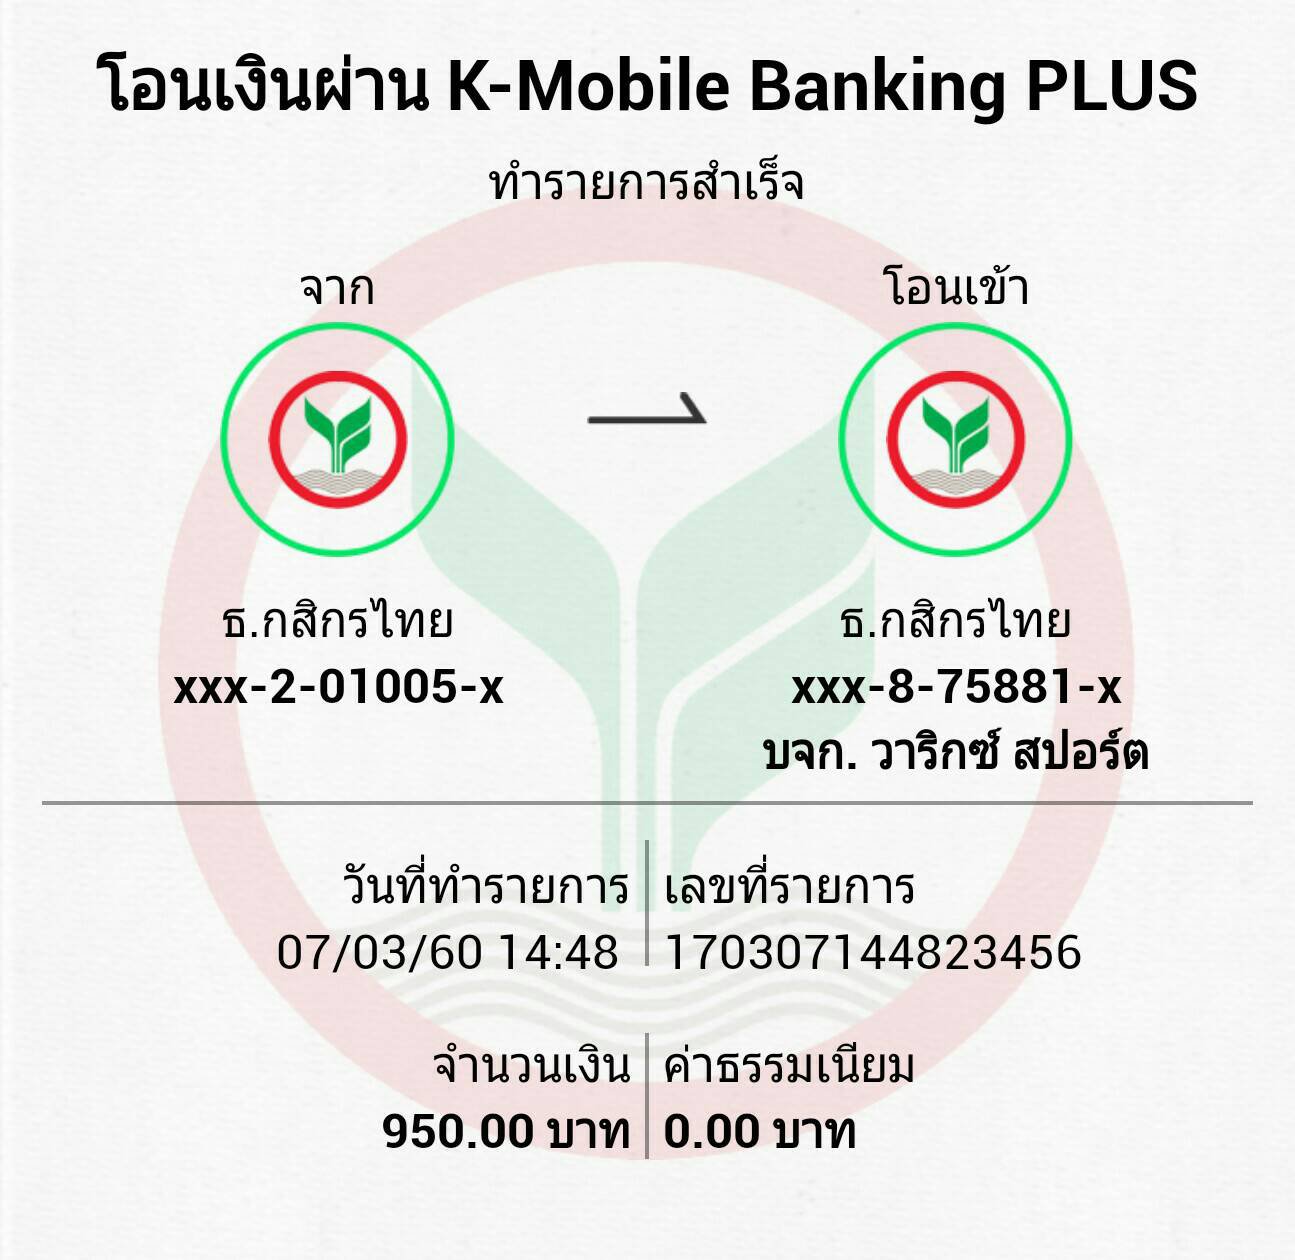 โอนเงินผ่าน K-Mobile Banking PLUS
ทำรายการสำเร็จ
จาก
โอนเข้า
ธ.กสิกรไทย
ธ.กสิกรไทย
xxx-2-01005-x
xxx-8-75881-x
บจก. วาริกซ์ สปอร์ต
วันที่ทำรายการ
เลขที่รายการ
07/03/60 14:48
170307144823456
จำนวนเงิน
ค่าธรรมเนียม
950.00 บาท
0.00 บาท